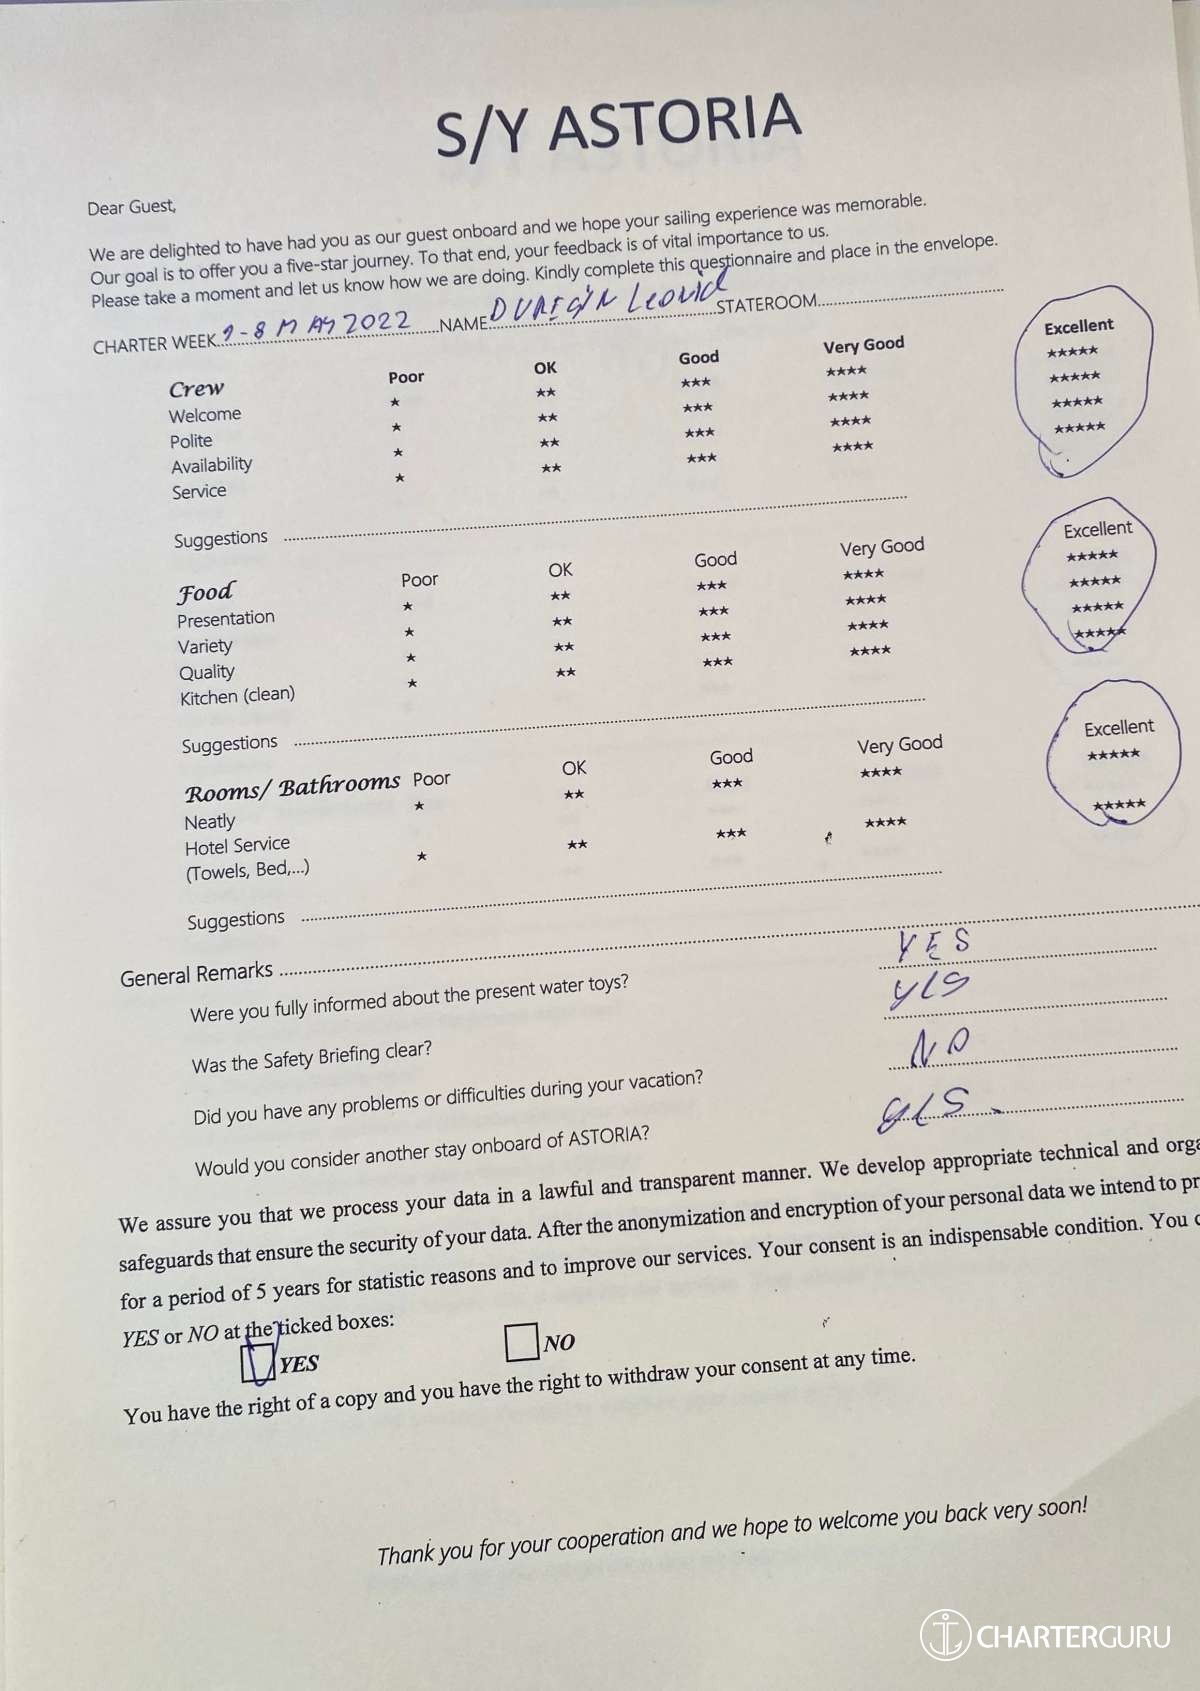 S/Y ASTORIA
Dear Guest,
We are delighted to have had you as our guest onboard and we hope your sailing experience was memorable.
Our goal is to offer you a five-star journey. To that end, your feedback is of vital importance to us.
Please take a moment and let us know how we are doing. Kindly complete this questionnaire and place in the envelope.
CHARTER WEEK - 8 MAY 2022 NAME Leonid STATEROOM
Crew Poor OK Good Very Good Excellent
Welcome ★ ★★ ★★★ ★★★★ ★★★★★
Polite ★ ★★ ★★★ ★★★★ ★★★★★
Availability ★ ★★ ★★★ ★★★★ ★★★★★
Service ★ ★★ ★★★ ★★★★ ★★★★★
Suggestions
Food Poor OK Good Very Good Excellent
Presentation ★ ★★ ★★★ ★★★★ ★★★★★
Variety ★ ★★ ★★★ ★★★★ ★★★★★
Quality ★ ★★ ★★★ ★★★★ ★★★★★
Kitchen (clean) ★ ★★ ★★★ ★★★★ ★★★★★
Suggestions
Rooms/ Bathrooms Poor OK Good Very Good Excellent
Neatly ★ ★★ ★★★ ★★★★ ★★★★★
Hotel Service
(Towels, Bed,...) ★ ★★ ★★★ ★★★★ ★★★★★
Suggestions
General Remarks
Were you fully informed about the present water toys? YES
Was the Safety Briefing clear? YES
Did you have any problems or difficulties during your vacation? NO
Would you consider another stay onboard of ASTORIA? YES
We assure you that we process your data in a lawful and transparent manner. We develop appropriate technical and orga
safeguards that ensure the security of your data. After the anonymization and encryption of your personal data we intend to pr
for a period of 5 years for statistic reasons and to improve our services. Your consent is an indispensable condition. You c
YES or NO at the ticked boxes:
YES NO
You have the right of a copy and you have the right to withdraw your consent at any time.
Thank you for your cooperation and we hope to welcome you back very soon!
CHARTERGURU